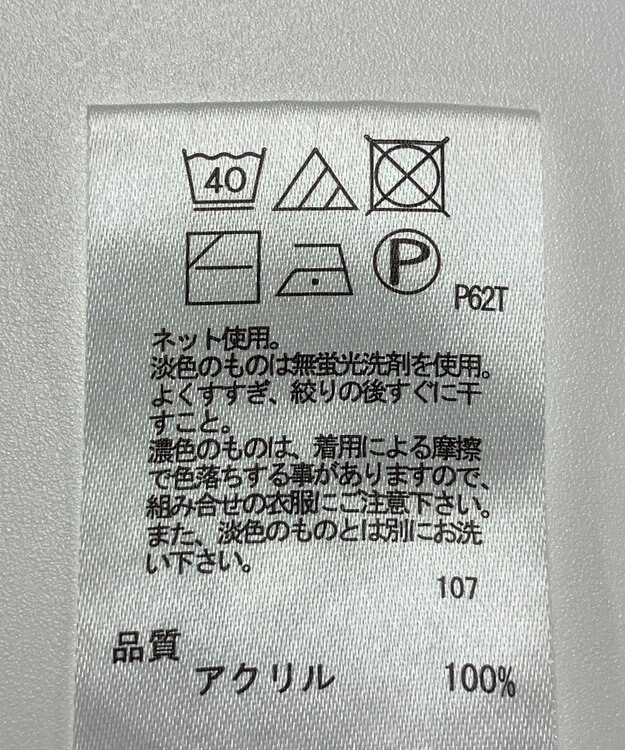 40
P
P62T
ネット使用。
淡色のものは無蛍光洗剤を使用。
よくすすぎ、絞りの後すぐに干
すこと。
濃色のものは、着用による摩擦
で色落ちする事がありますので、
組み合せの衣服にご注意下さい。
また、淡色のものとは別にお洗
い下さい。
107
品質
アクリル 100%